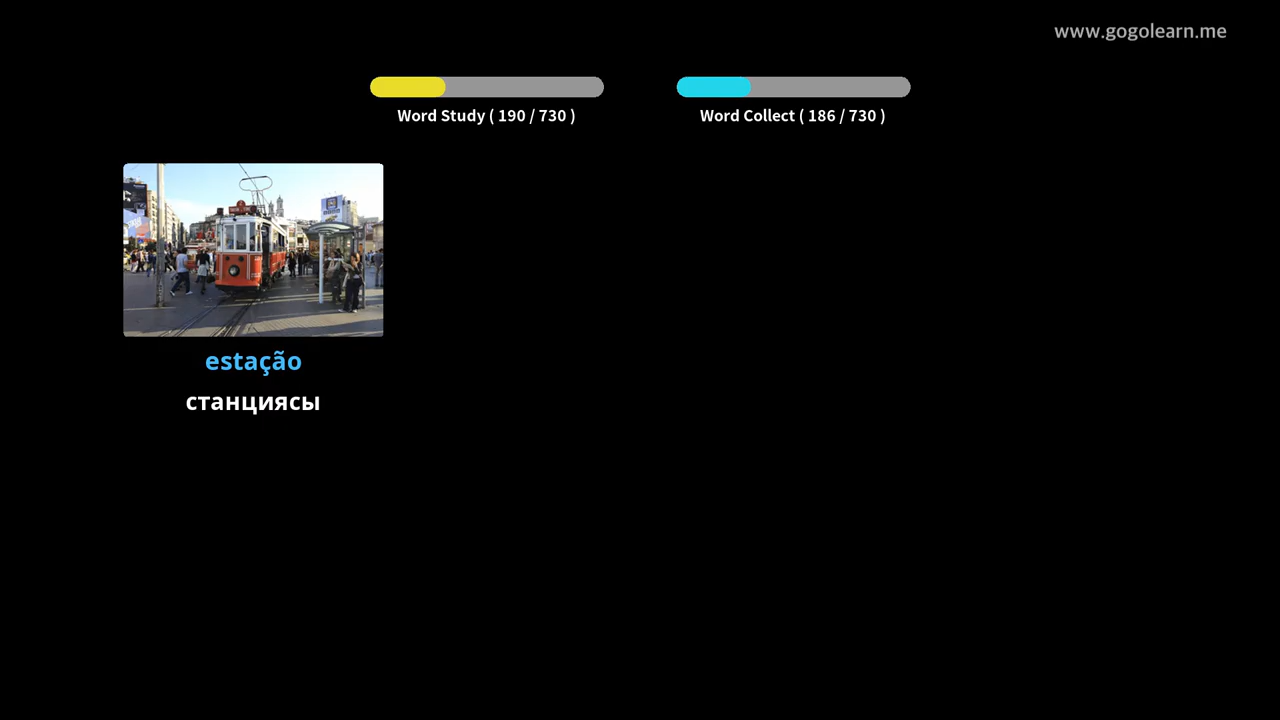 www.gogolearn.me
Word Study ( 190 / 730 )
Word Collect ( 186 / 730 )
estação
станциясы